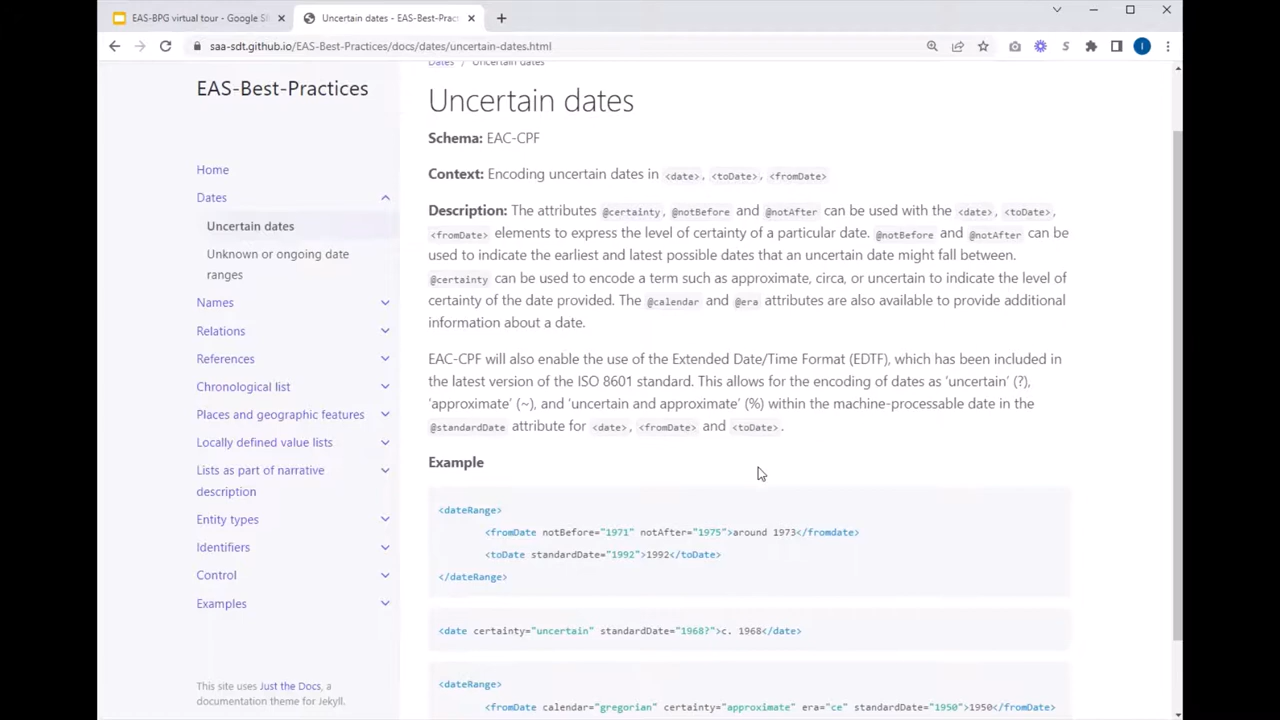 EAS-BPG virtual tour - Google Sl
Uncertain dates - EAS-Best-Pract
saa-sdt.github.io/EAS-Best-Practices/docs/dates/uncertain-dates.html
EAS-Best-Practices
Home
Dates
Uncertain dates
Unknown or ongoing date
ranges
Names
Relations
References
Chronological list
Places and geographic features
Locally defined value lists
Lists as part of narrative
description
Entity types
Identifiers
Control
Examples
This site uses Just the Docs, a
documentation theme for Jekyll.
Dates / Uncertain dates
Uncertain dates
Schema: EAC-CPF
Context: Encoding uncertain dates in <date>, <toDate>, <fromDate>
Description: The attributes @certainty, @notBefore and @notAfter can be used with the <date>, <toDate>,
<fromDate> elements to express the level of certainty of a particular date. @notBefore and @notAfter can be
used to indicate the earliest and latest possible dates that an uncertain date might fall between.
@certainty can be used to encode a term such as approximate, circa, or uncertain to indicate the level of
certainty of the date provided. The @calendar and @era attributes are also available to provide additional
information about a date.
EAC-CPF will also enable the use of the Extended Date/Time Format (EDTF), which has been included in
the latest version of the ISO 8601 standard. This allows for the encoding of dates as ‘uncertain’ (?),
‘approximate’ (~), and ‘uncertain and approximate’ (%) within the machine-processable date in the
@standardDate attribute for <date>, <fromDate> and <toDate>.
Example
<dateRange>
<fromDate notBefore="1971" notAfter="1975">around 1973</fromdate>
<toDate standardDate="1992">1992</toDate>
</dateRange>
<date certainty="uncertain" standardDate="1968?">c. 1968</date>
<dateRange>
<fromDate calendar="gregorian" certainty="approximate" era="ce" standardDate="1950">1950</fromDate>